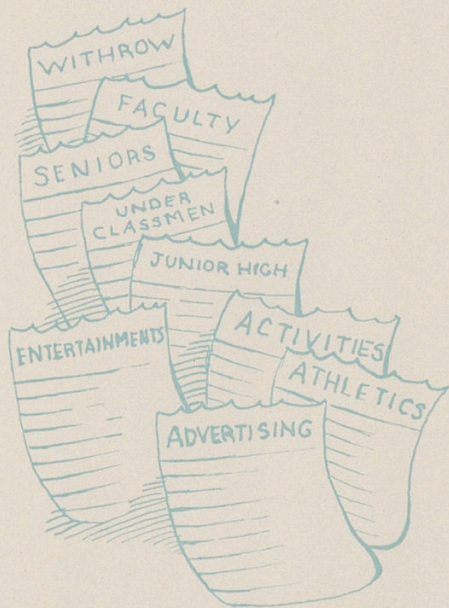 WITHROW
FACULTY
SENIORS
UNDER
CLASSMEN
JUNIOR HIGH
ACTIVITIES
ATHLETICS
ENTERTAINMENTS
ADVERTISING